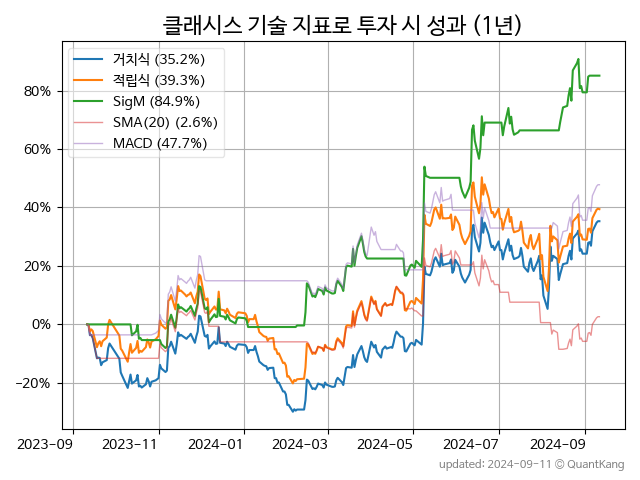 클래시스 기술 지표로 투자 시 성과 (1년)
거치식 (35.2%)
적립식 (39.3%)
SigM (84.9%)
SMA(20) (2.6%)
MACD (47.7%)
80%
60%
40%
20%
0%
−20%
2023-09 2023-11 2024-01 2024-03 2024-05 2024-07 2024-09
updated: 2024-09-11 © QuantKang